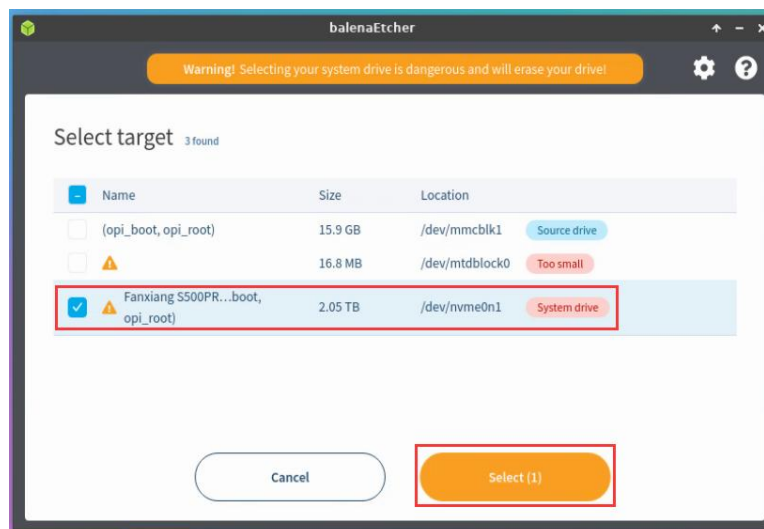 balenaEtcher
Warning! Selecting your system drive is dangerous and will erase your drive!
Select target 3 found
Name Size Location
(opi_boot, opi_root) 15.9 GB /dev/mmcblk1 Source drive
16.8 MB /dev/mtdblock0 Too small
Fanxiang S500PR...boot,
opi_root) 2.05 TB /dev/nvme0n1 System drive
Cancel Select (1)